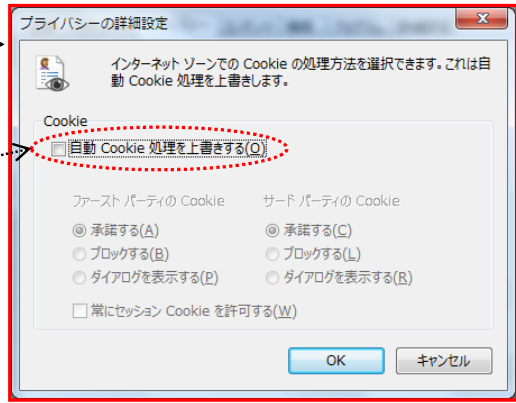 プライバシーの詳細設定
インターネット ゾーンでの Cookie の処理方法を選択できます。これは自
動 Cookie 処理を上書きします。
Cookie
自動 Cookie 処理を上書きする(O)
ファースト パーティの Cookie サード パーティの Cookie
承諾する(A) 承諾する(C)
ブロックする(B) ブロックする(L)
ダイアログを表示する(P) ダイアログを表示する(R)
常にセッション Cookie を許可する(W)
OK キャンセル